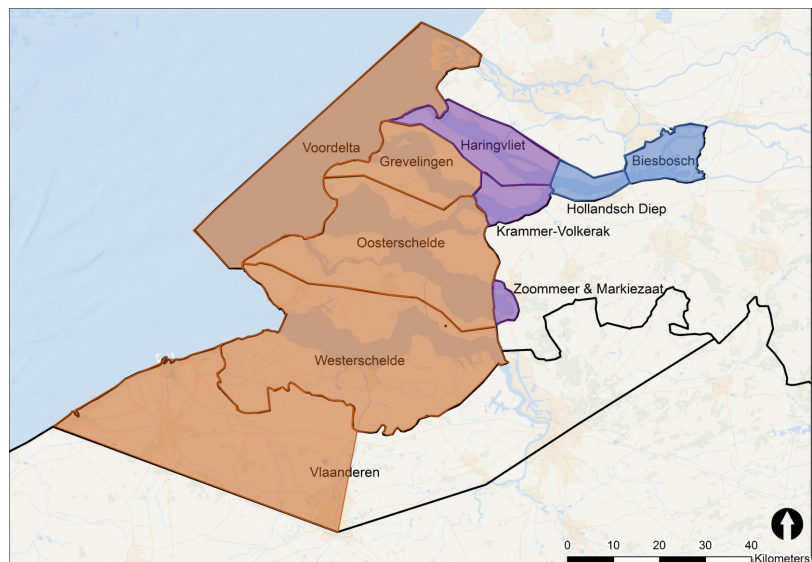 Voordelta
Haringvliet
Grevelingen
Biesbosch
Hollandsch Diep
Krammer-Volkerak
Oosterschelde
Zoommeer & Markiezaat
Westerschelde
Vlaanderen
0 10 20 30 40
Kilometers